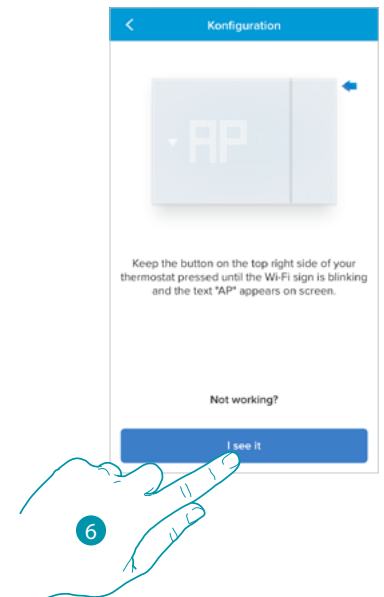 Konfiguration
AP
Keep the button on the top right side of your
thermostat pressed until the Wi-Fi sign is blinking
and the text "AP" appears on screen.
Not working?
I see it
6